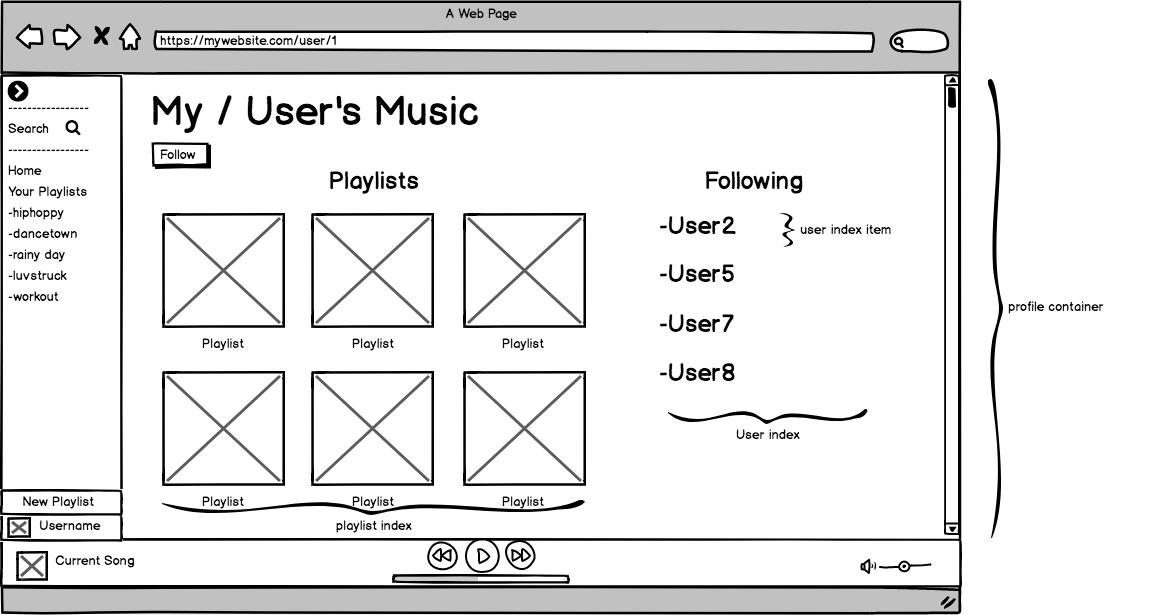 A Web Page
https://mywebsite.com/user/1
Search
Home
Your Playlists
-hiphoppy
-dancetown
-rainy day
-luvstruck
-workout
New Playlist
Username
My / User's Music
Follow
Playlists
Playlist
Playlist
Playlist
Playlist
Playlist
Playlist
playlist index
Following
-User2
user index item
-User5
-User7
-User8
User index
profile container
Current Song